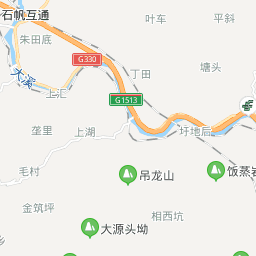 叶车
平斜
石帆互通
朱田底
G330
丁田
塘头
大溪
上汇
G1513
垄里
上湖
圩地后
毛村
吊龙山
饭蒸岩
金筑坪
相西坑
大源头坳
乡